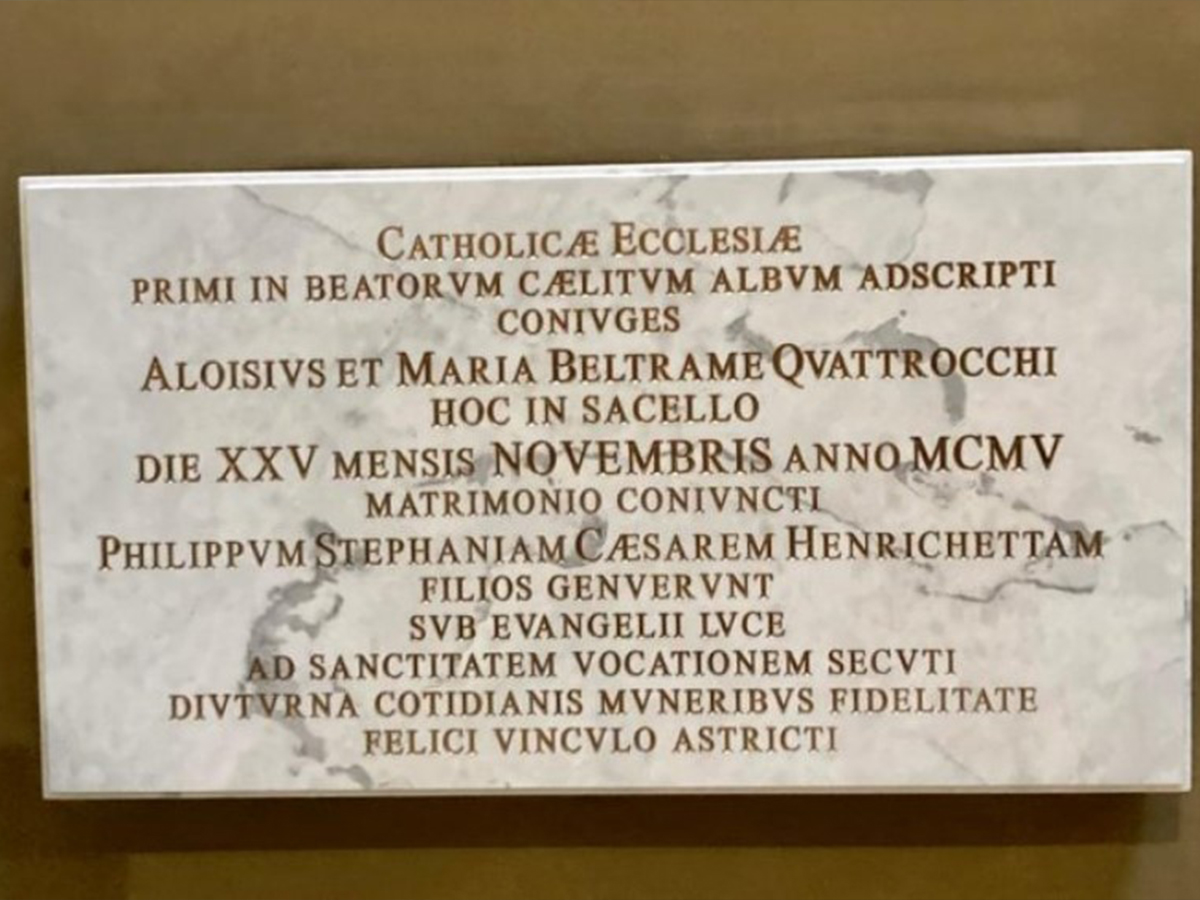 CATHOLICÆ ECCLESIÆ
PRIMI IN BEATORVM CÆLITVM ALBVM ADSCRIPTI
CONIVGES
ALOISIVS ET MARIA BELTRAME QVATTROCCHI
HOC IN SACELLO
DIE XXV MENSIS NOVEMBRIS ANNO MCMV
MATRIMONIO CONIVNCTI
PHILIPPVM STEPHANIAM CÆSAREM HENRICHETTAM
FILIOS GENVERVNT
SVB EVANGELII LVCE
AD SANCTITATEM VOCATIONEM SECVTI
DIVTVRNA COTIDIANIS MVNERIBVS FIDELITATE
FELICI VINCVLO ASTRICTI